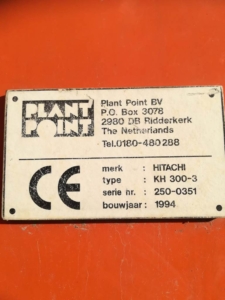 PLANT
POINT
Plant Point BV
P.O. Box 3078
2980 DB Ridderkerk
The Netherlands
Tel.0180-480288
CE
merk : HITACHI
type : KH 300-3
serie nr. : 250-0351
bouwjaar : 1994